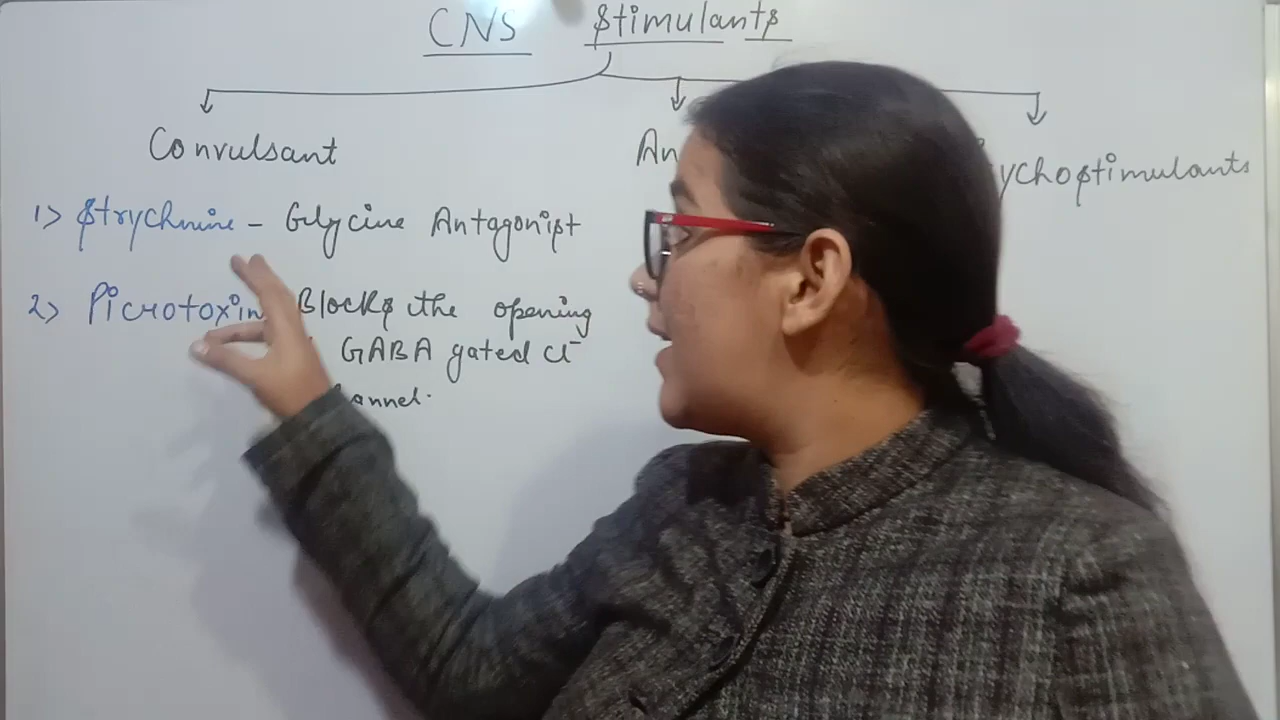 CNS Stimulants
Convulsant
1> Strychnine - Glycine Antagonist
2> Picrotoxin Blocks the opening
GABA gated Cl⁻